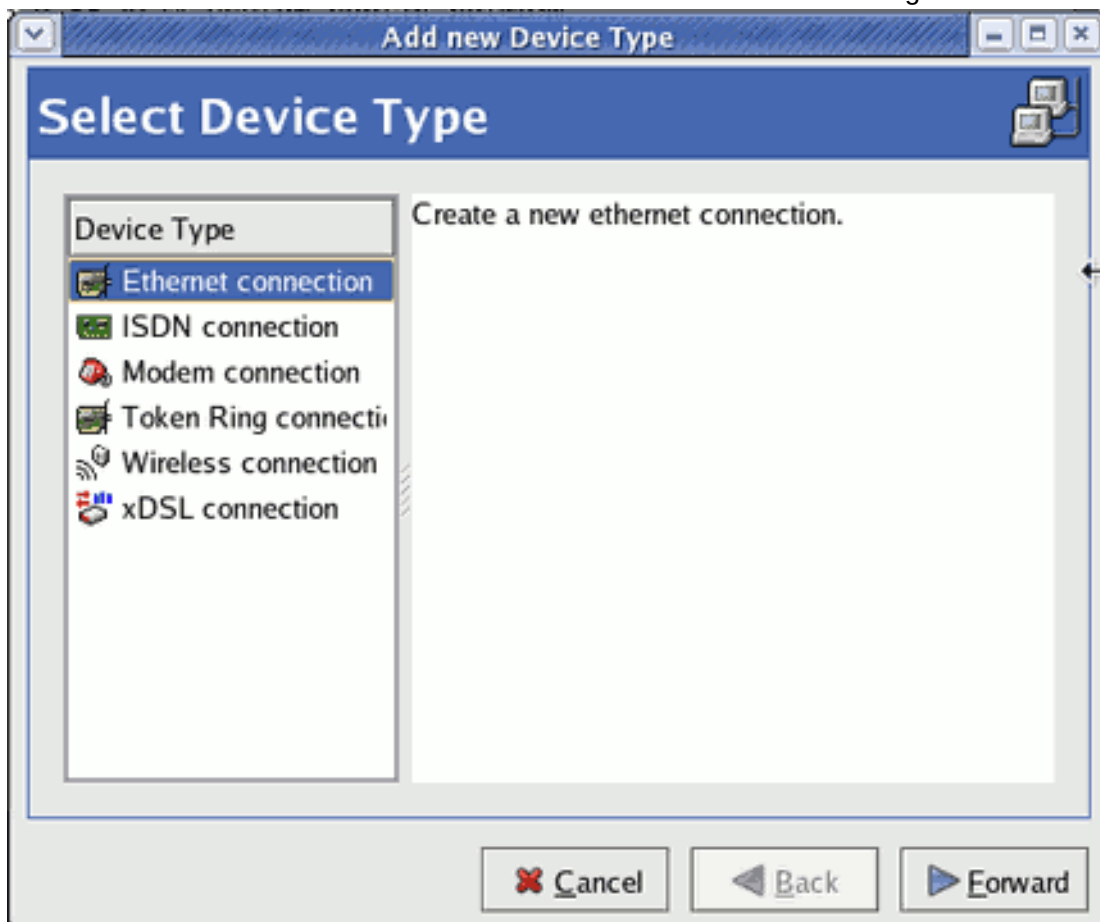 Add new Device Type
Select Device Type
Device Type
Create a new ethernet connection.
Ethernet connection
ISDN connection
Modem connection
Token Ring connecti
Wireless connection
xDSL connection
Cancel
Back
Forward